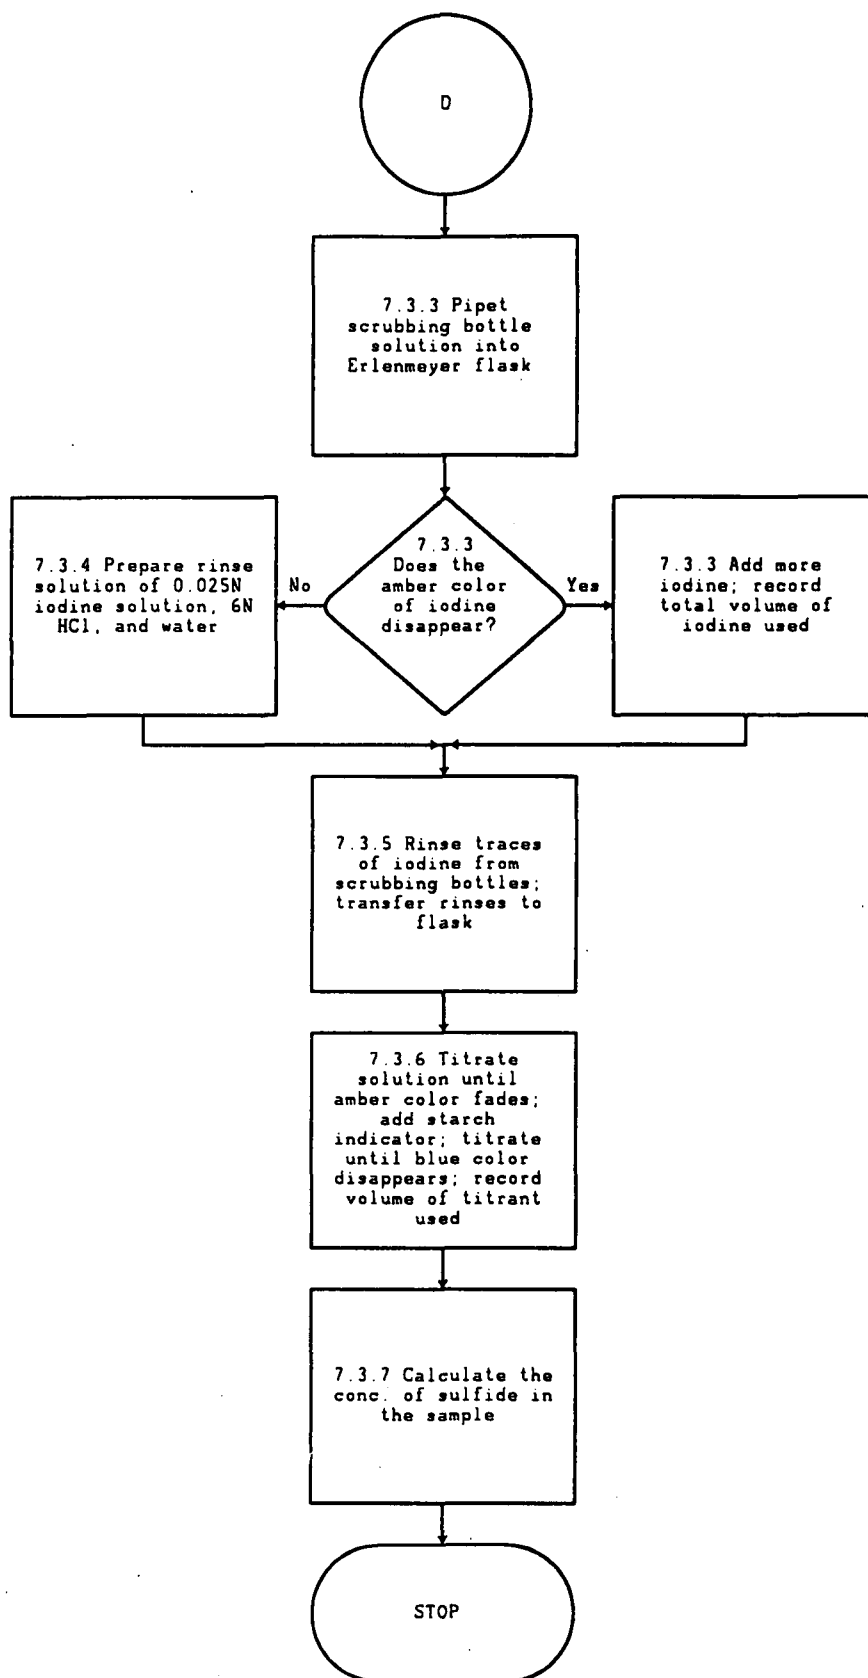 D
7.3.3 Pipet
scrubbing bottle
solution into
Erlenmeyer flask
7.3.4 Prepare rinse
solution of 0.025N
iodine solution, 6N
HCl, and water
No
7.3.3
Does the
amber color
of iodine
disappear?
Yes
7.3.3 Add more
iodine; record
total volume of
iodine used
7.3.5 Rinse traces
of iodine from
scrubbing bottles;
transfer rinses to
flask
7.3.6 Titrate
solution until
amber color fades;
add starch
indicator; titrate
until blue color
disappears; record
volume of titrant
used
7.3.7 Calculate the
conc. of sulfide in
the sample
STOP